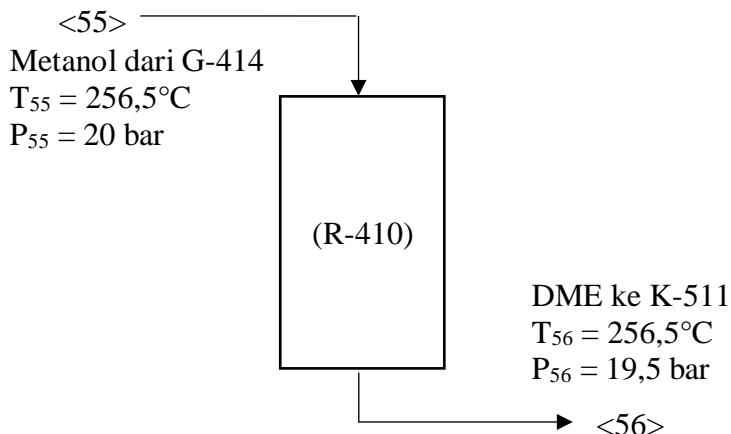 <55>
Metanol dari G-414
T₅₅ = 256,5°C
P₅₅ = 20 bar
(R-410)
DME ke K-511
T₅₆ = 256,5°C
P₅₆ = 19,5 bar
<56>